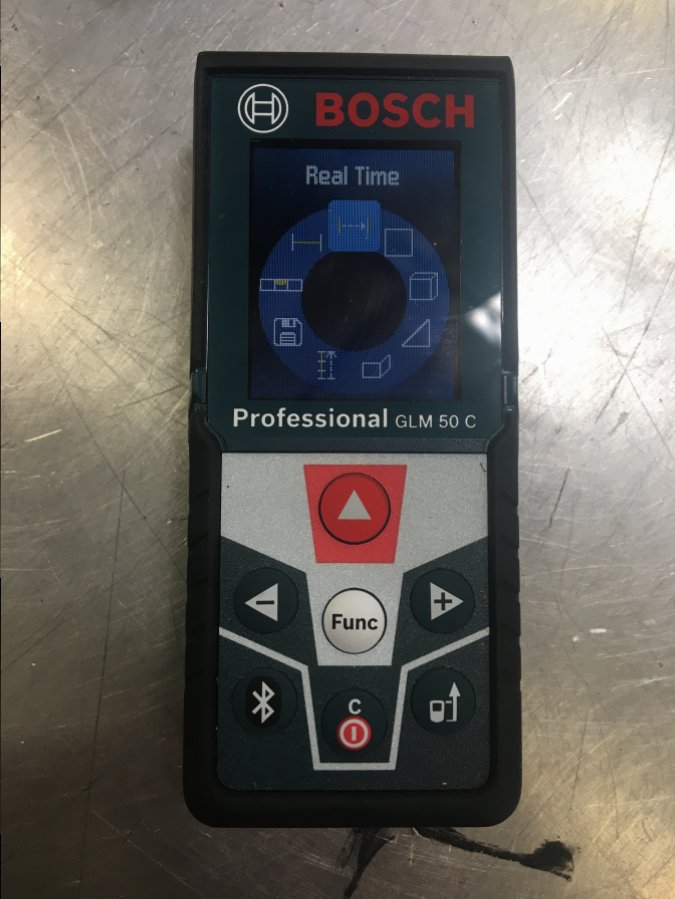 BOSCH
Real Time
Professional GLM 50 C
Func
C